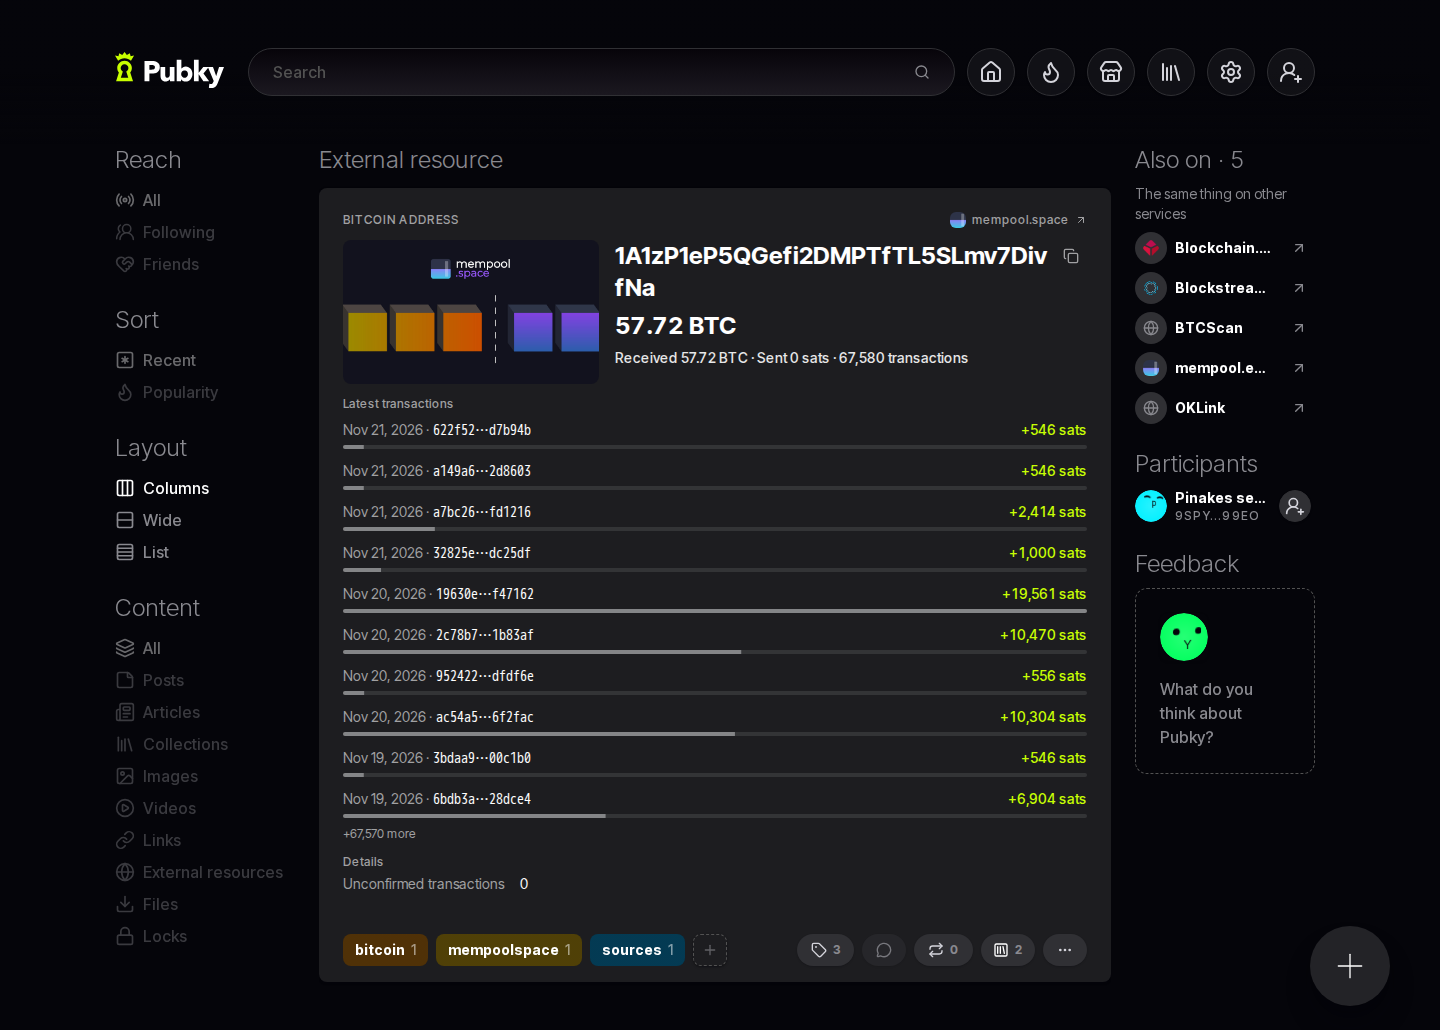 Pubky
Search
Reach
All
Following
Friends
Sort
Recent
Popularity
Layout
Columns
Wide
List
Content
All
Posts
Articles
Collections
Images
Videos
Links
External resources
Files
Locks
External resource
BITCOIN ADDRESS
mempool.space
mempool
.space
1A1zP1eP5QGefi2DMPTfTL5SLmv7Div
fNa
57.72 BTC
Received 57.72 BTC · Sent 0 sats · 67,580 transactions
Latest transactions
Nov 21, 2026 · 622f52···d7b94b +546 sats
Nov 21, 2026 · a149a6···2d8603 +546 sats
Nov 21, 2026 · a7bc26···fd1216 +2,414 sats
Nov 21, 2026 · 32825e···dc25df +1,000 sats
Nov 20, 2026 · 19630e···f47162 +19,561 sats
Nov 20, 2026 · 2c78b7···1b83af +10,470 sats
Nov 20, 2026 · 952422···dfdf6e +556 sats
Nov 20, 2026 · ac54a5···6f2fac +10,304 sats
Nov 19, 2026 · 3bdaa9···00c1b0 +546 sats
Nov 19, 2026 · 6bdb3a···28dce4 +6,904 sats
+67,570 more
Details
Unconfirmed transactions 0
bitcoin 1
mempoolspace 1
sources 1
3
0
2
Also on · 5
The same thing on other
services
Blockchain....
Blockstrea...
BTCScan
mempool.e...
OKLink
Participants
Pinakes se...
9SPY...99EO
Feedback
What do you
think about
Pubky?